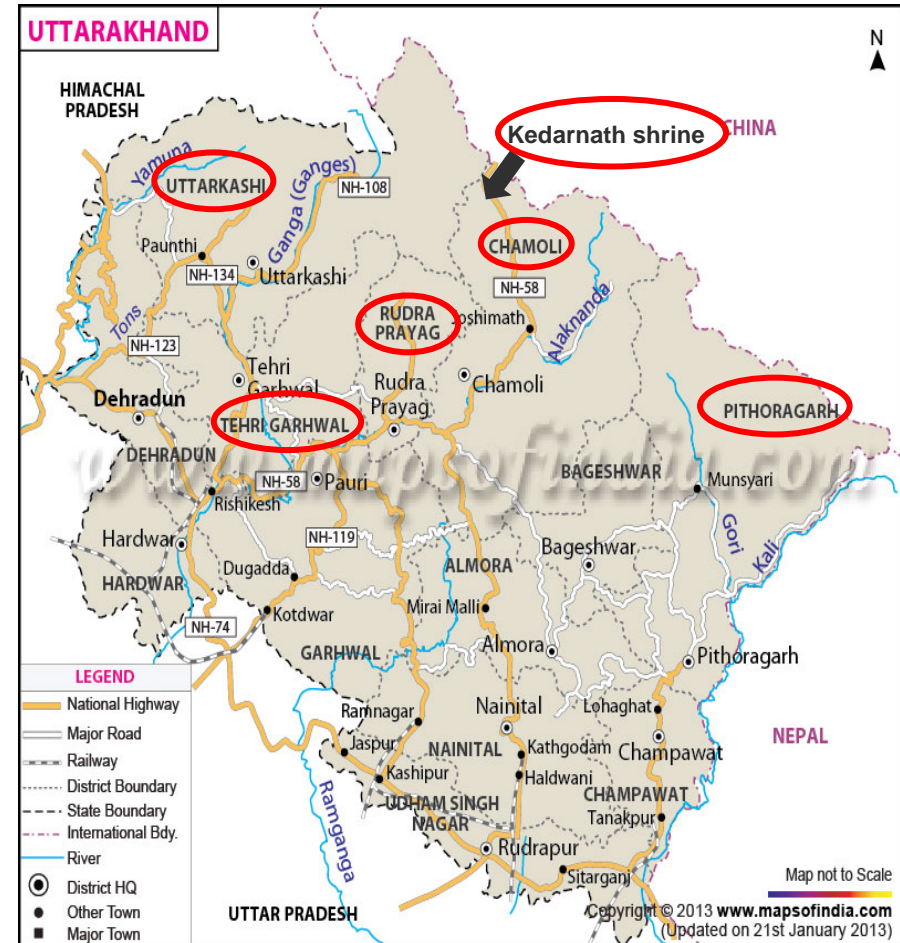 UTTARAKHAND
N
HIMACHAL
PRADESH
CHINA
Kedarnath shrine
Yamuna
UTTARKASHI
Ganga (Ganges)
NH-108
CHAMOLI
Paunthi
NH-134
Uttarkashi
NH-58
Alaknanda
RUDRA
PRAYAG
Joshimath
Tons
NH-123
Tehri
Garhwal
Rudra
Prayag
Chamoli
Dehradun
TEHRI GARHWAL
PITHORAGARH
DEHRADUN
www.mapsofindia.com
BAGESHWAR
NH-58
Pauri
Munsyari
Rishikesh
Gori
Kali
Hardwar
NH-119
Bageshwar
HARDWAR
Dugadda
ALMORA
Kotdwar
Mirai Malli
NH-74
GARHWAL
Almora
Pithoragarh
LEGEND
National Highway
Major Road
Railway
District Boundary
State Boundary
International Bdy.
River
District HQ
Other Town
Major Town
Ramnagar
Nainital
Lohaghat
NEPAL
Jaspur
NAINITAL
Kathgodam
Champawat
Kashipur
Haldwani
Ramganga
UDHAM SINGH
NAGAR
CHAMPAWAT
Tanakpur
Rudrapur
Sitarganj
Map not to Scale
UTTAR PRADESH
Copyright © 2013 www.mapsofindia.com
(Updated on 21st January 2013)